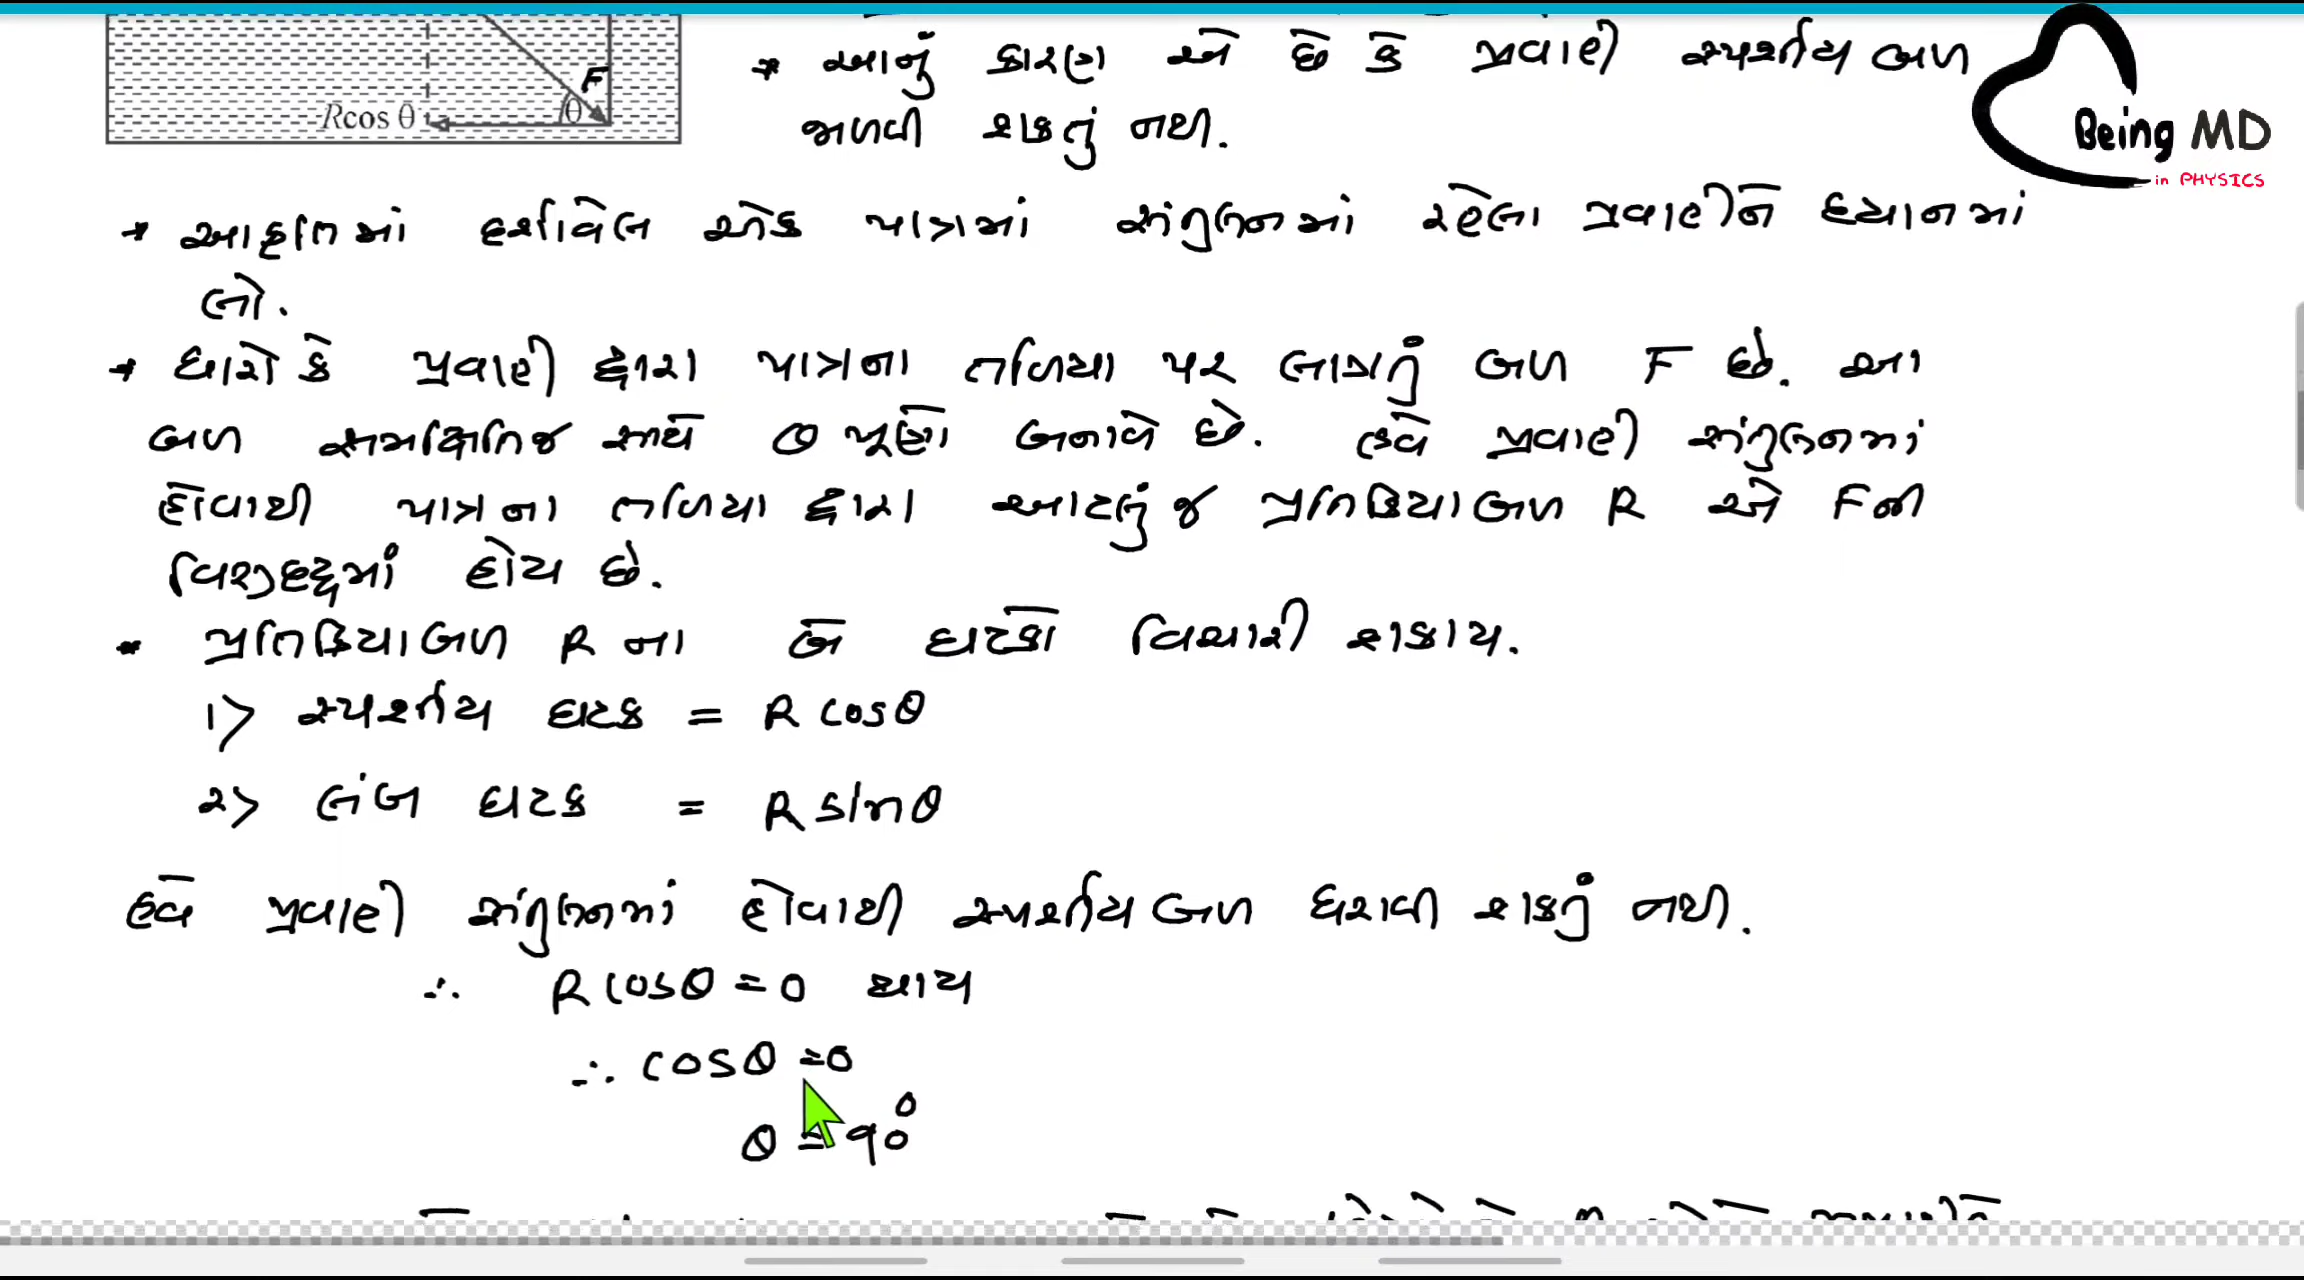 * આનું કારણ એ છે કે પ્રવાહી સ્પર્શીય બળ
જાળવી શકતું નથી.
F
θ
Rcos θ
Being MD
in PHYSICS
* આકૃતિમાં દર્શાવેલ એક પાત્રમાં સંતુલનમાં રહેલા પ્રવાહીને ધ્યાનમાં
લો.
* ધારો કે પ્રવાહી દ્વારા પાત્રના તળિયા પર લાગતું બળ F છે. આ
બળ સમક્ષિતિજ સાથે θ ખૂણો બનાવે છે. હવે પ્રવાહી સંતુલનમાં
હોવાથી પાત્રના તળિયા દ્વારા આટલું જ પ્રતિક્રિયાબળ R એ Fની
વિરુદ્ધમાં હોય છે.
* પ્રતિક્રિયાબળ R ના બે ઘટકો વિચારી શકાય.
1> સ્પર્શીય ઘટક = R cosθ
૨> લંબ ઘટક = R sinθ
હવે પ્રવાહી સંતુલનમાં હોવાથી સ્પર્શીય બળ ધરાવી શકતું નથી.
∴ R cosθ = 0 થાય
∴ cosθ = 0
θ = 90°